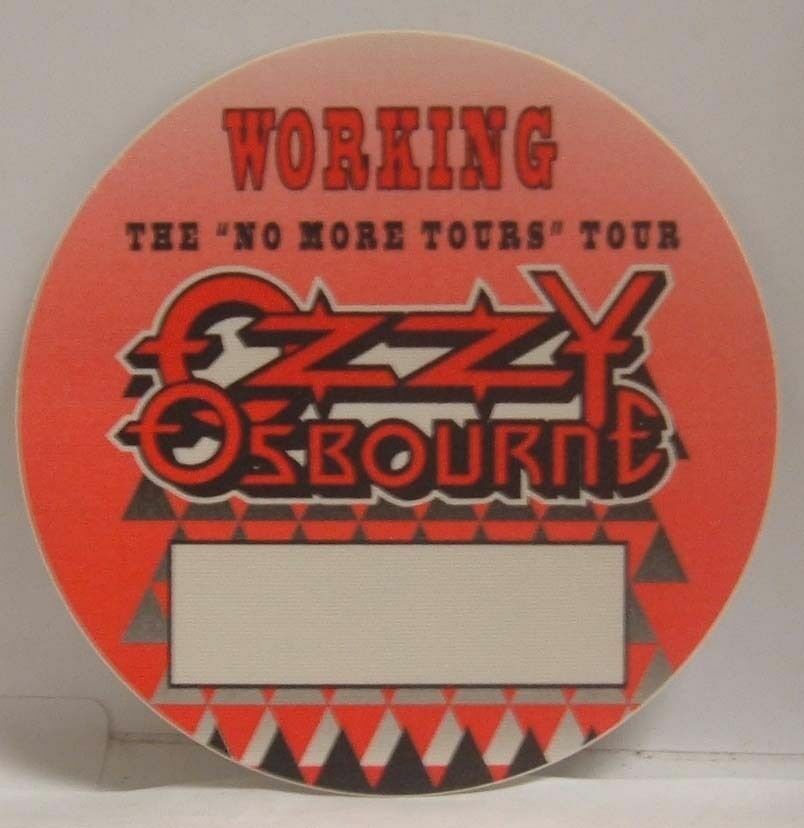 WORKING
THE "NO MORE TOURS" TOUR
OZZY
OSBOURNE